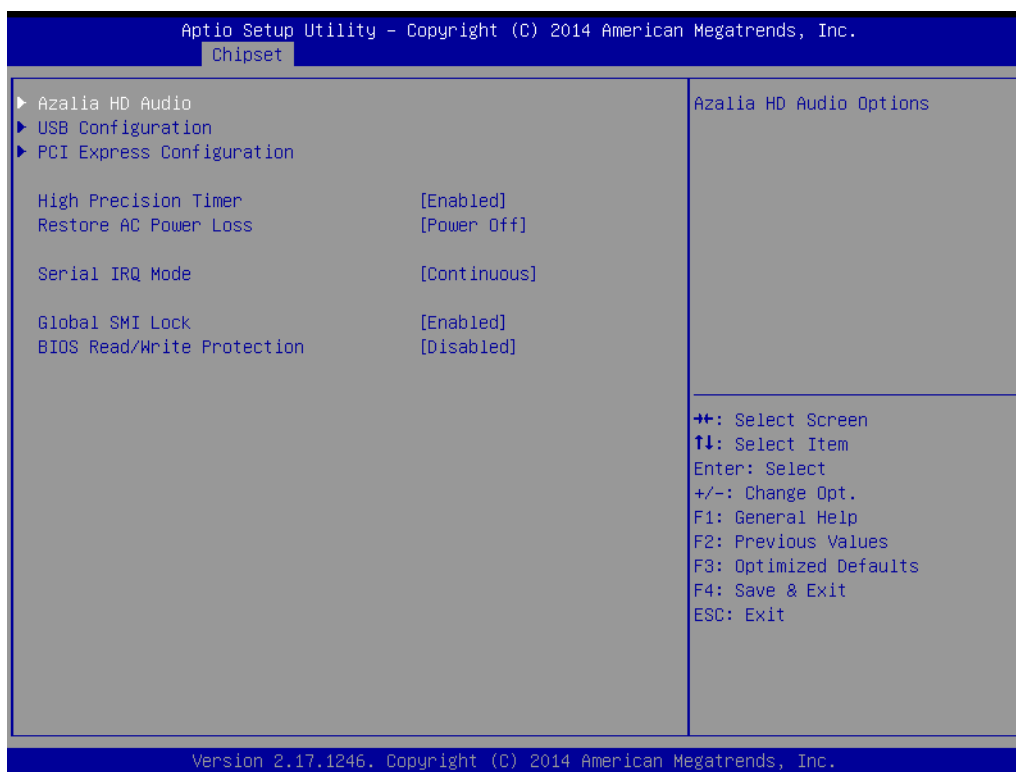 Aptio Setup Utility – Copyright (C) 2014 American Megatrends, Inc.
Chipset
Azalia HD Audio
USB Configuration
PCI Express Configuration
High Precision Timer [Enabled]
Restore AC Power Loss [Power Off]
Serial IRQ Mode [Continuous]
Global SMI Lock [Enabled]
BIOS Read/Write Protection [Disabled]
Azalia HD Audio Options
→←: Select Screen
↑↓: Select Item
Enter: Select
+/-: Change Opt.
F1: General Help
F2: Previous Values
F3: Optimized Defaults
F4: Save & Exit
ESC: Exit
Version 2.17.1246. Copyright (C) 2014 American Megatrends, Inc.